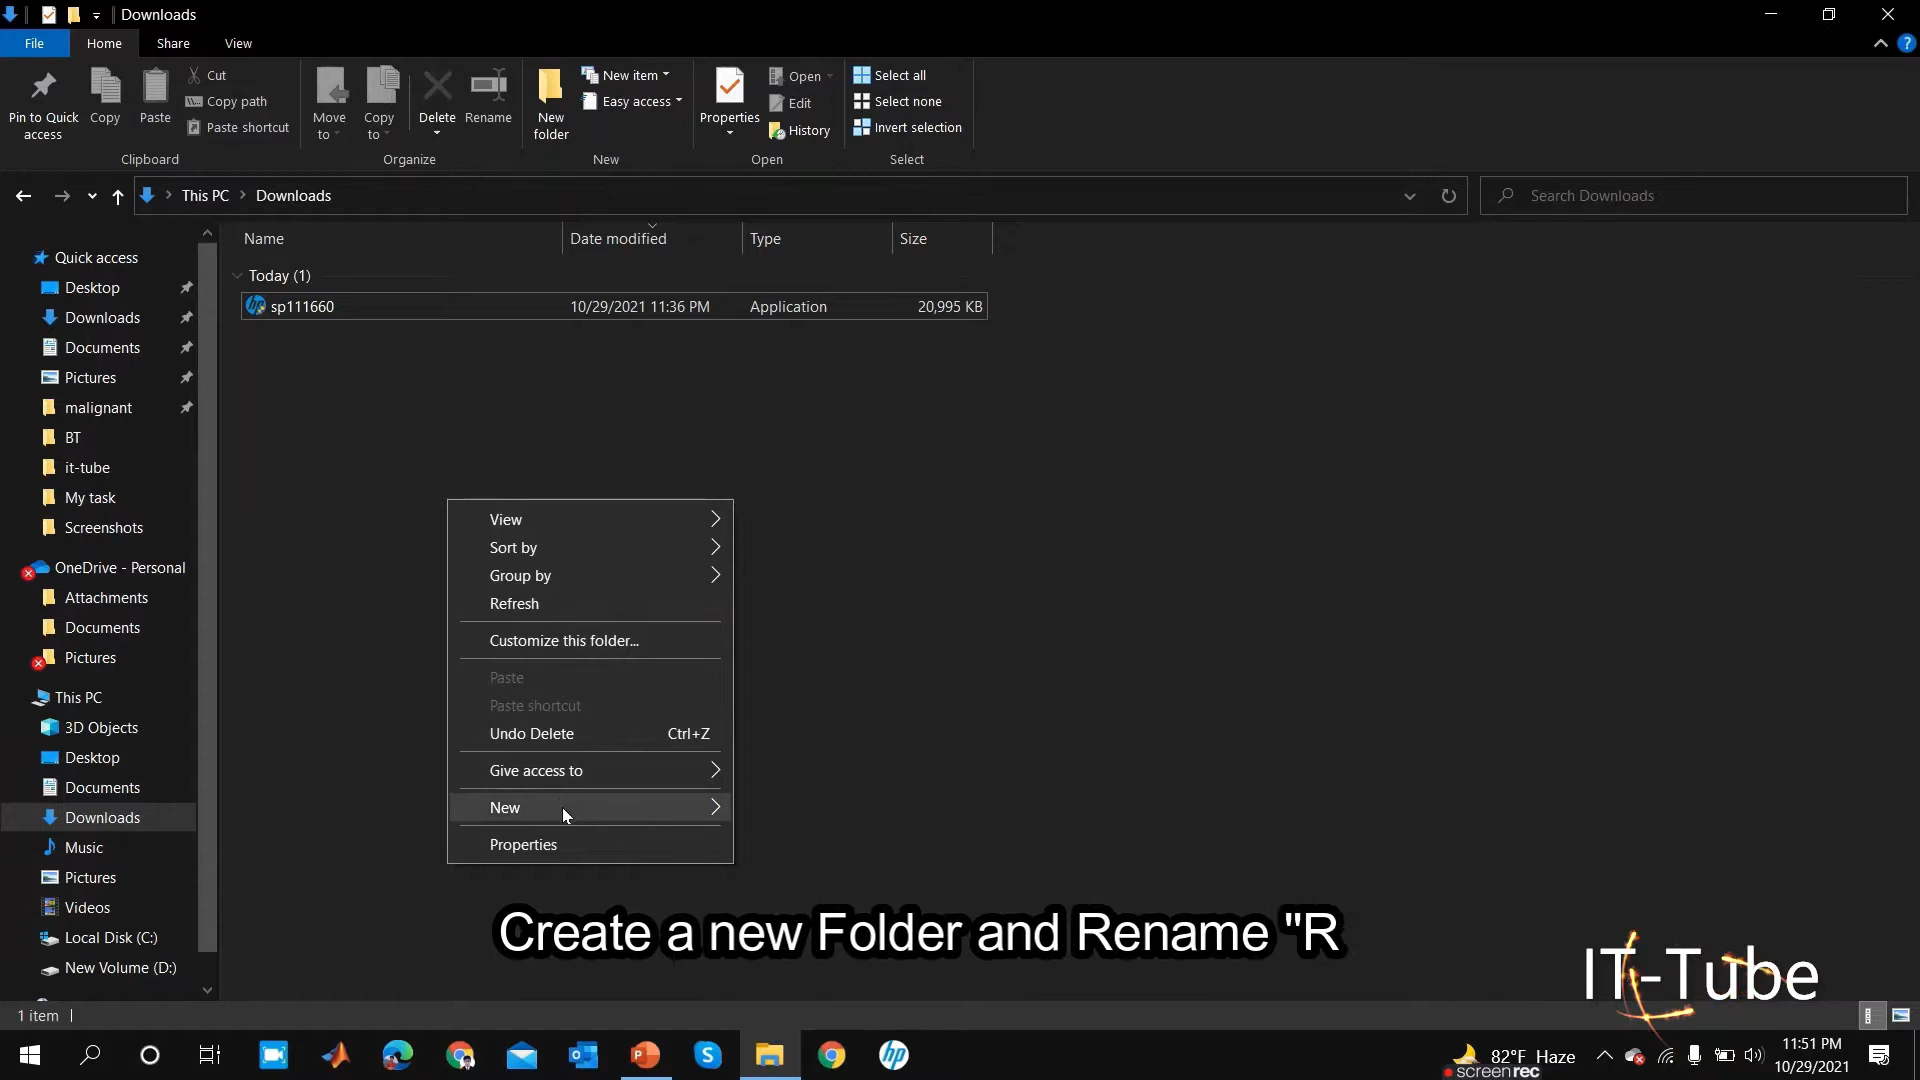 Downloads
File Home Share View
Pin to Quick access
Copy
Paste
Cut
Copy path
Paste shortcut
Clipboard
Move to
Copy to
Delete
Rename
Organize
New folder
New item
Easy access
New
Properties
Open
Edit
History
Open
Select all
Select none
Invert selection
Select
This PC > Downloads
Search Downloads
Name Date modified Type Size
Today (1)
sp111660 10/29/2021 11:36 PM Application 20,995 KB
Quick access
Desktop
Downloads
Documents
Pictures
malignant
BT
it-tube
My task
Screenshots
OneDrive - Personal
Attachments
Documents
Pictures
This PC
3D Objects
Desktop
Documents
Downloads
Music
Pictures
Videos
Local Disk (C:)
New Volume (D:)
View
Sort by
Group by
Refresh
Customize this folder...
Paste
Paste shortcut
Undo Delete Ctrl+Z
Give access to
New
Properties
Create a new Folder and Rename "R
IT-Tube
1 item
82°F Haze
screenrec
11:51 PM
10/29/2021